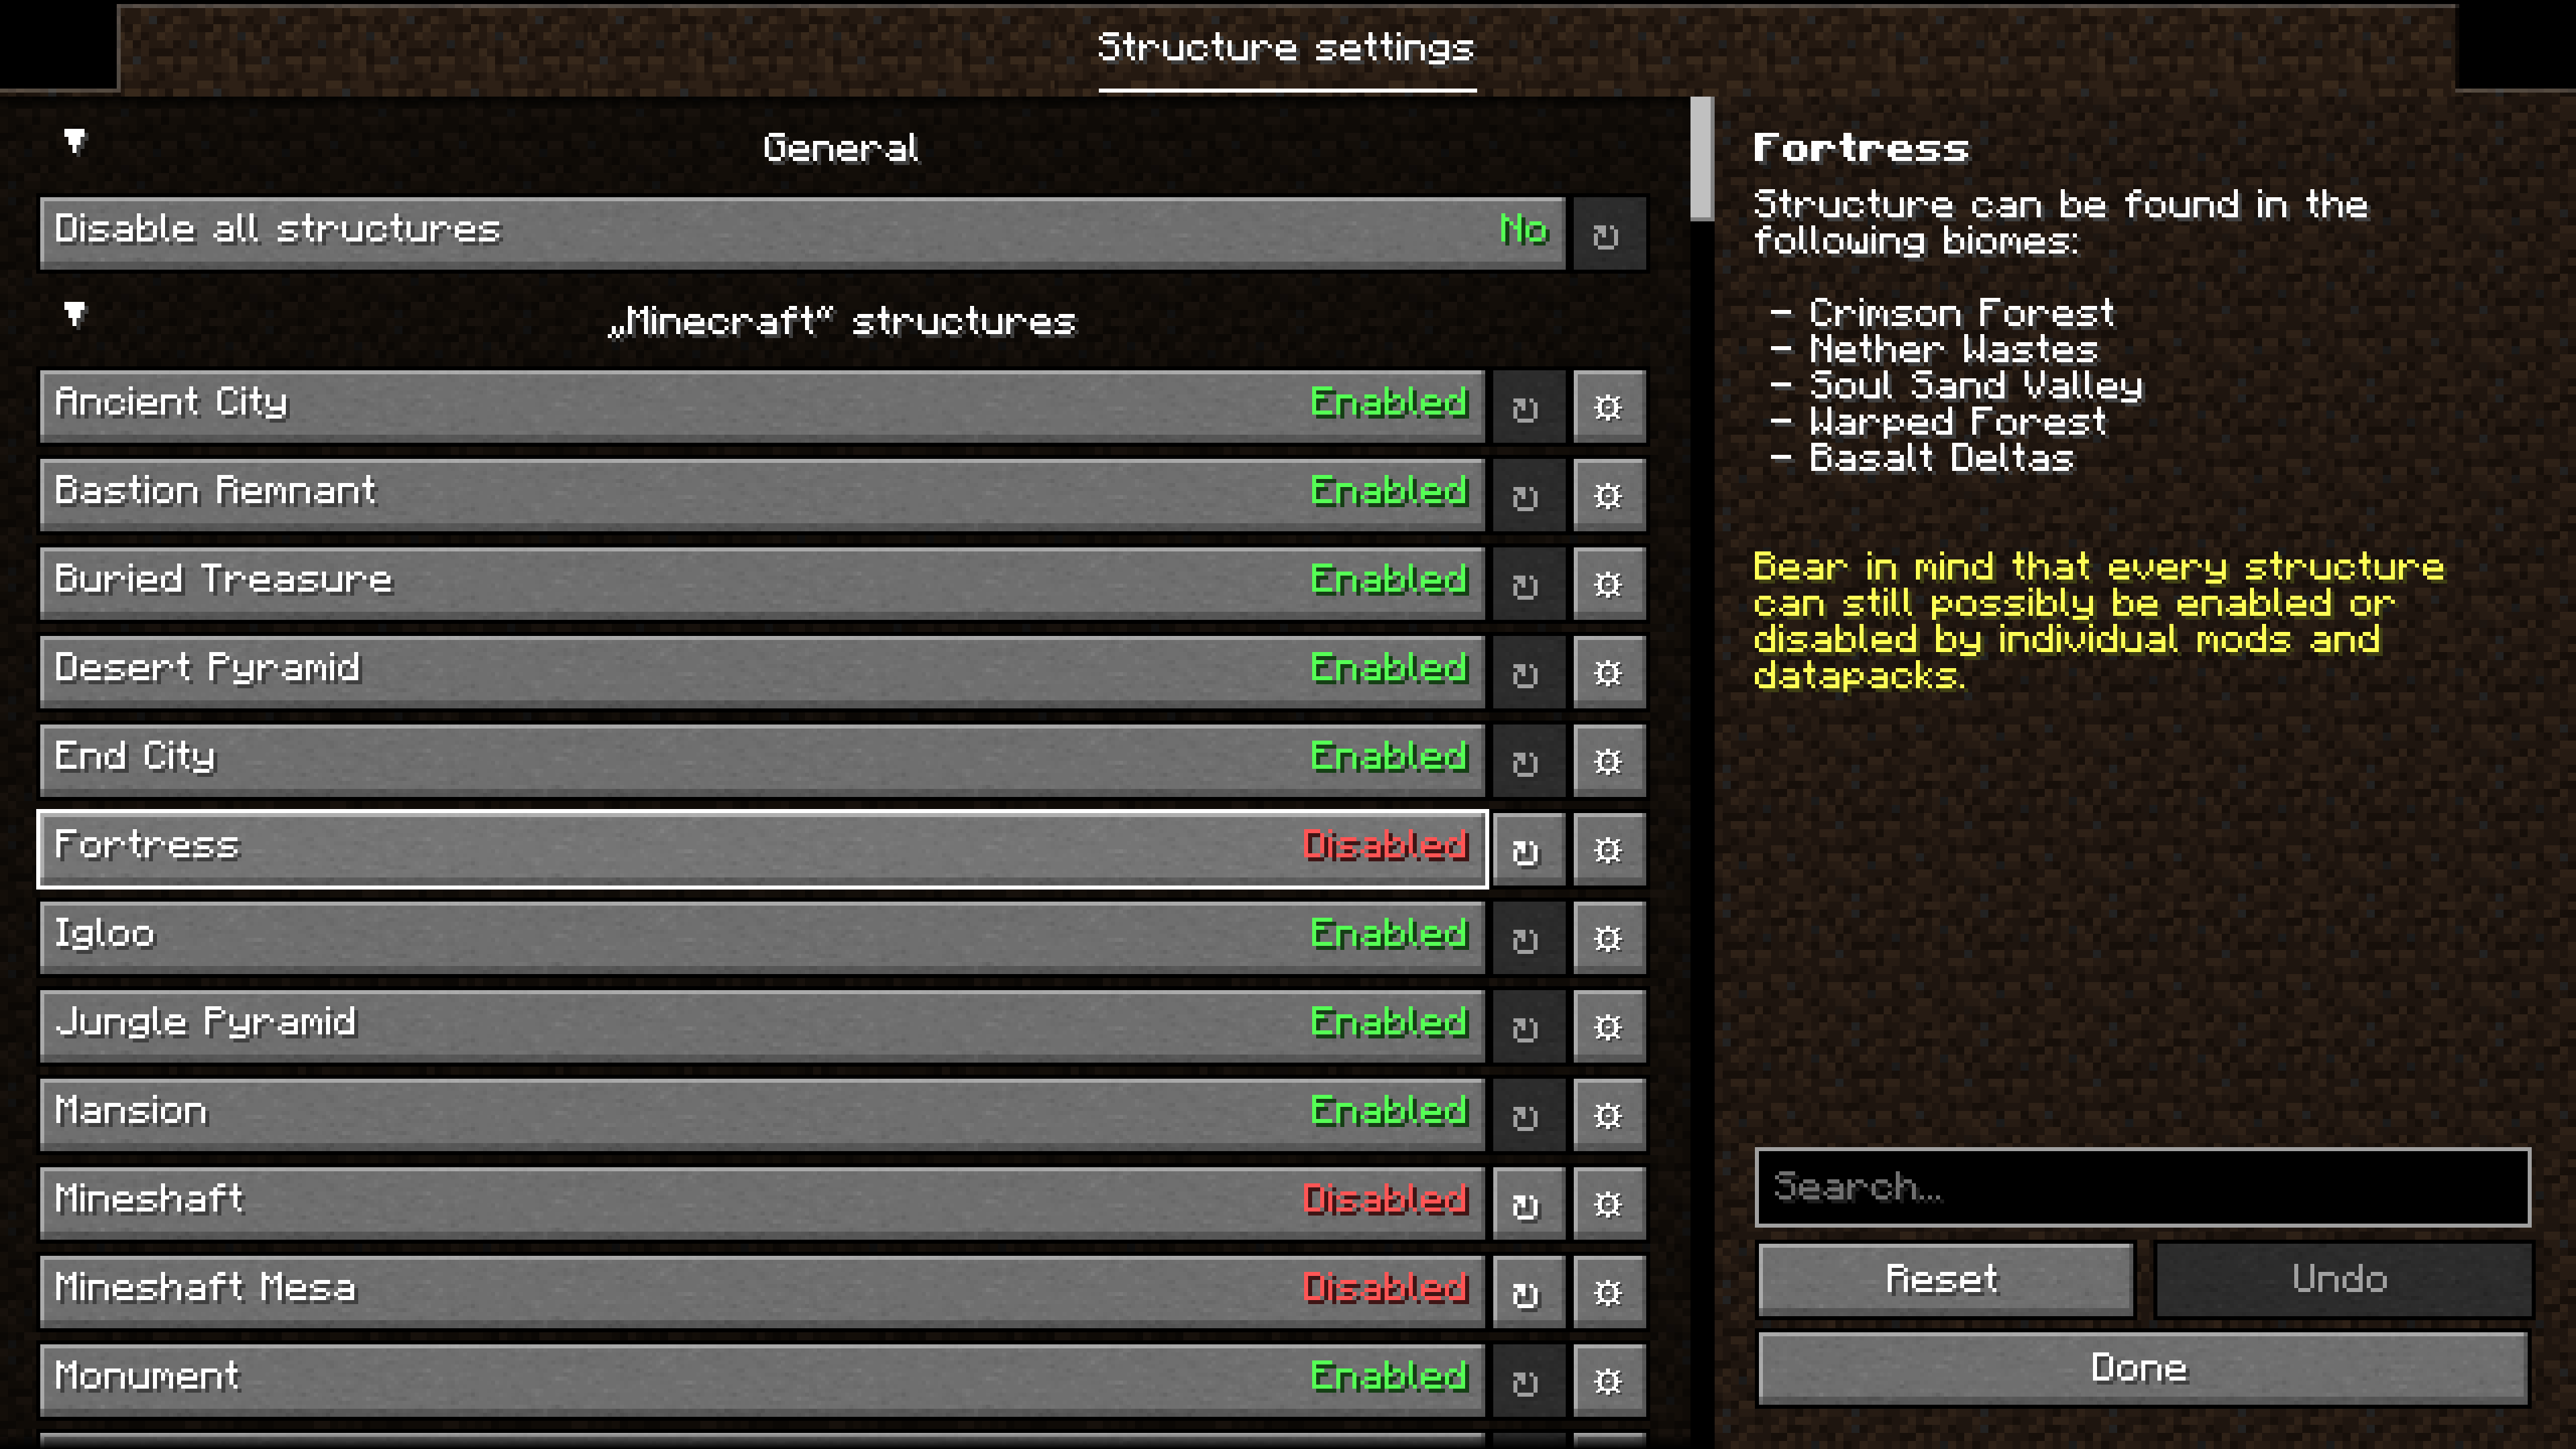 Structure settings
General
Disable all structures No
„Minecraft“ structures
Ancient City Enabled
Bastion Remnant Enabled
Buried Treasure Enabled
Desert Pyramid Enabled
End City Enabled
Fortress Disabled
Igloo Enabled
Jungle Pyramid Enabled
Mansion Enabled
Mineshaft Disabled
Mineshaft Mesa Disabled
Monument Enabled
Fortress
Structure can be found in the
following biomes:
- Crimson Forest
- Nether Wastes
- Soul Sand Valley
- Warped Forest
- Basalt Deltas
Bear in mind that every structure
can still possibly be enabled or
disabled by individual mods and
datapacks.
Search...
Reset Undo
Done